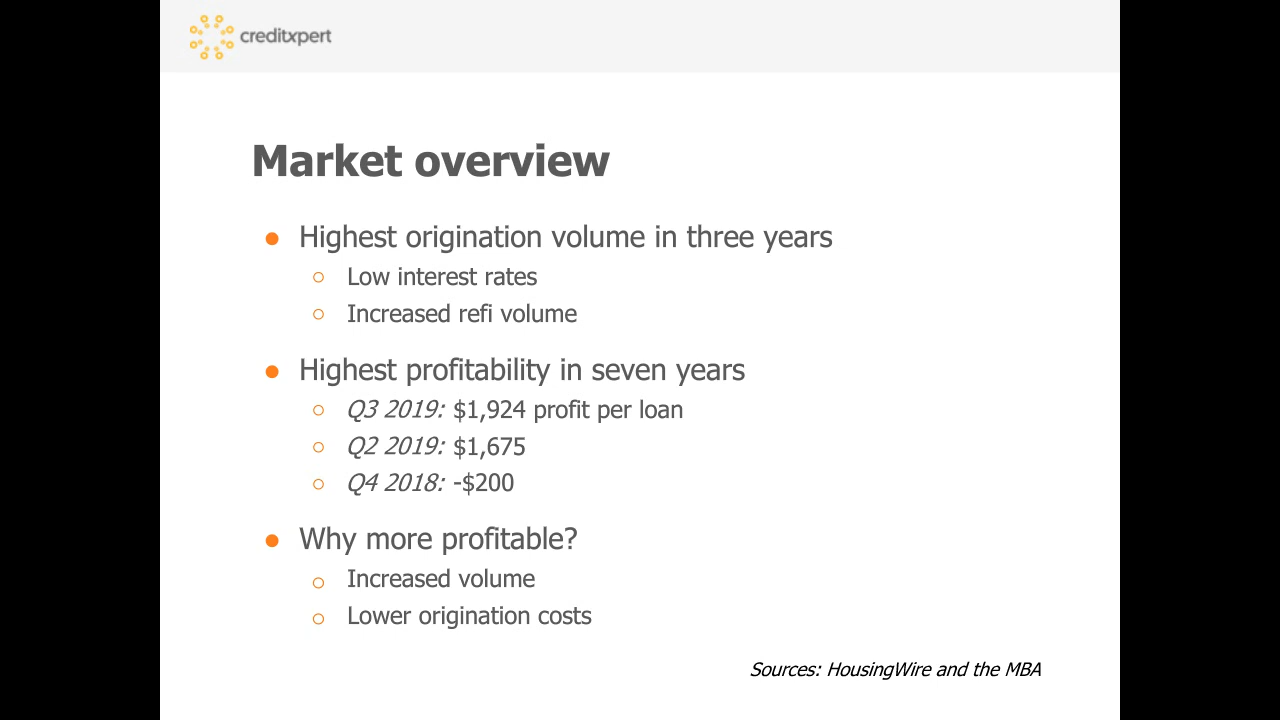 creditxpert
Market overview
● Highest origination volume in three years
○ Low interest rates
○ Increased refi volume
● Highest profitability in seven years
○ Q3 2019: $1,924 profit per loan
○ Q2 2019: $1,675
○ Q4 2018: -$200
● Why more profitable?
○ Increased volume
○ Lower origination costs
Sources: HousingWire and the MBA